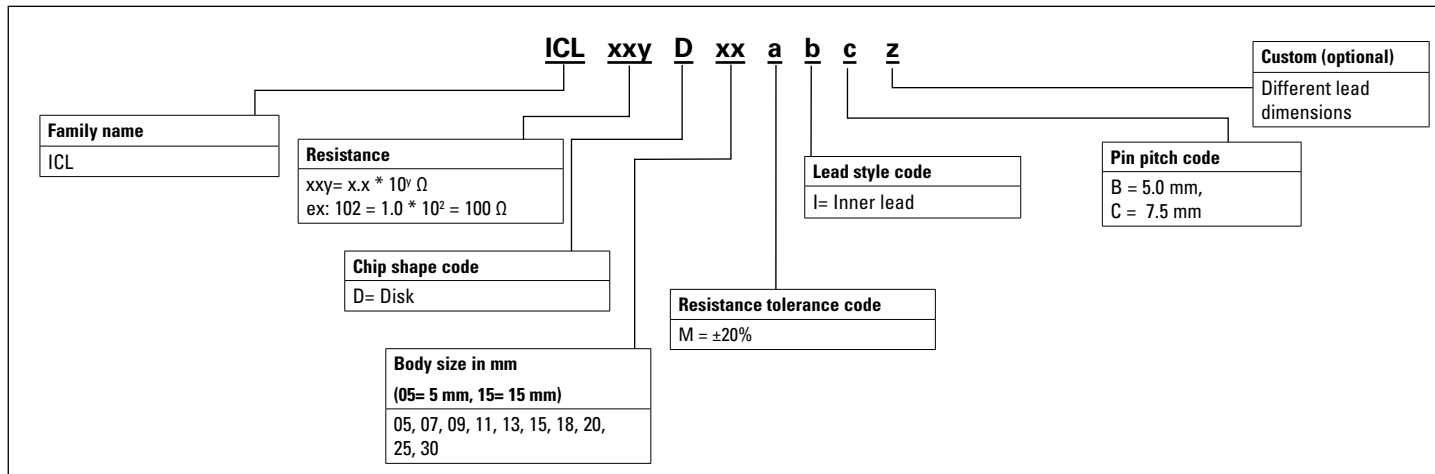 ICL xxy D xx a b c z
Custom (optional)
Different lead
dimensions
Family name
ICL
Resistance
xxy= x.x * 10ʸ Ω
ex: 102 = 1.0 * 10² = 100 Ω
Lead style code
I= Inner lead
Pin pitch code
B = 5.0 mm,
C = 7.5 mm
Chip shape code
D= Disk
Resistance tolerance code
M = ±20%
Body size in mm
(05= 5 mm, 15= 15 mm)
05, 07, 09, 11, 13, 15, 18, 20,
25, 30